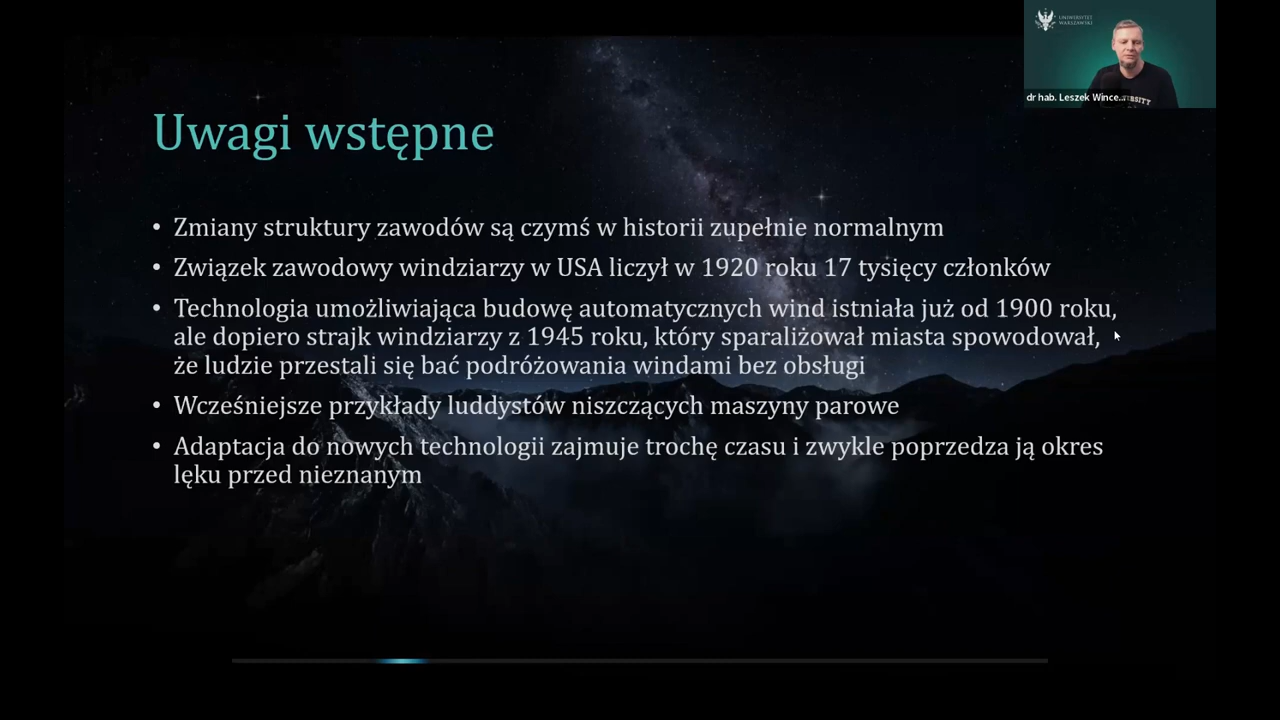 UNIWERSYTET
WARSZAWSKI
dr hab. Leszek Wince...
Uwagi wstępne
• Zmiany struktury zawodów są czymś w historii zupełnie normalnym
• Związek zawodowy windziarzy w USA liczył w 1920 roku 17 tysięcy członków
• Technologia umożliwiająca budowę automatycznych wind istniała już od 1900 roku,
ale dopiero strajk windziarzy z 1945 roku, który sparaliżował miasta spowodował,
że ludzie przestali się bać podróżowania windami bez obsługi
• Wcześniejsze przykłady luddystów niszczących maszyny parowe
• Adaptacja do nowych technologii zajmuje trochę czasu i zwykle poprzedza ją okres
lęku przed nieznanym